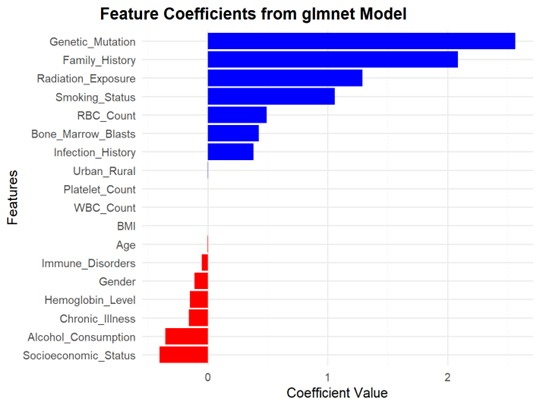 Feature Coefficients from glmnet Model
Features
Genetic_Mutation
Family_History
Radiation_Exposure
Smoking_Status
RBC_Count
Bone_Marrow_Blasts
Infection_History
Urban_Rural
Platelet_Count
WBC_Count
BMI
Age
Immune_Disorders
Gender
Hemoglobin_Level
Chronic_Illness
Alcohol_Consumption
Socioeconomic_Status
0 1 2
Coefficient Value